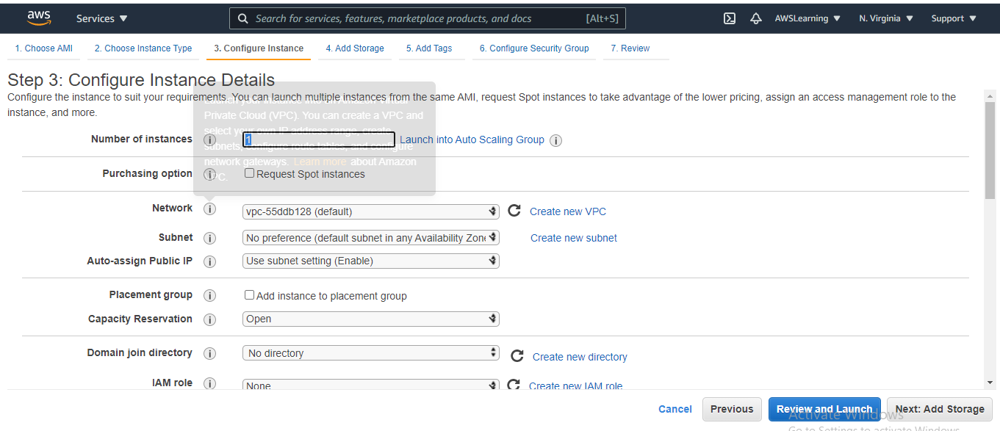 aws Services Search for services, features, marketplace products, and docs [Alt+S] AWSLearning N. Virginia Support
1. Choose AMI 2. Choose Instance Type 3. Configure Instance 4. Add Storage 5. Add Tags 6. Configure Security Group 7. Review
Step 3: Configure Instance Details
Configure the instance to suit your requirements. You can launch multiple instances from the same AMI, request Spot instances to take advantage of the lower pricing, assign an access management role to the
instance, and more.
Private Cloud (VPC). You can create a VPC and
select your own IP address range, create
subnets, configure route tables, and configure
network gateways. Learn more about Amazon
VPC.
Number of instances i 1 Launch into Auto Scaling Group i
Purchasing option i Request Spot instances
Network i vpc-55ddb128 (default) Create new VPC
Subnet i No preference (default subnet in any Availability Zone Create new subnet
Auto-assign Public IP i Use subnet setting (Enable)
Placement group i Add instance to placement group
Capacity Reservation i Open
Domain join directory i No directory Create new directory
IAM role i None Create new IAM role
Cancel Previous Review and Launch Next: Add Storage
Activate Windows
Go to Settings to activate Windows.